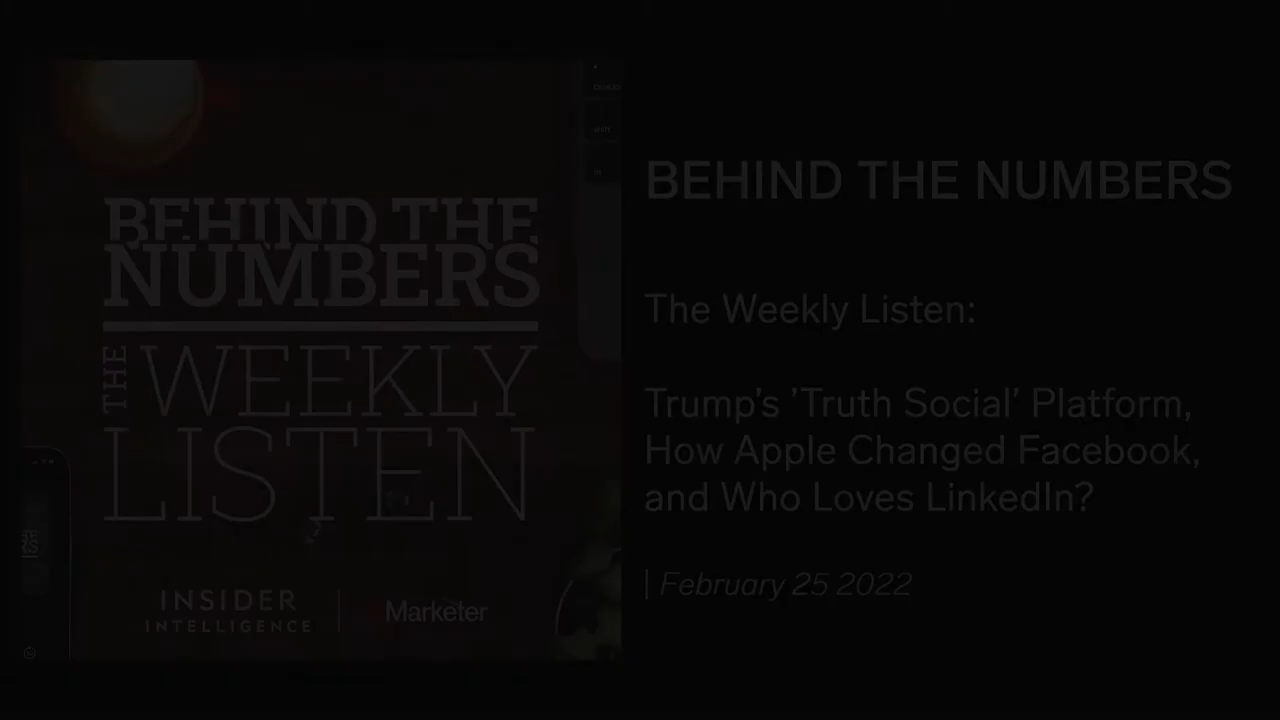 BEHIND THE
NUMBERS
THE
WEEKLY
LISTEN
INSIDER
INTELLIGENCE
Marketer
BEHIND THE NUMBERS
The Weekly Listen:
Trump's 'Truth Social' Platform,
How Apple Changed Facebook,
and Who Loves LinkedIn?
| February 25 2022